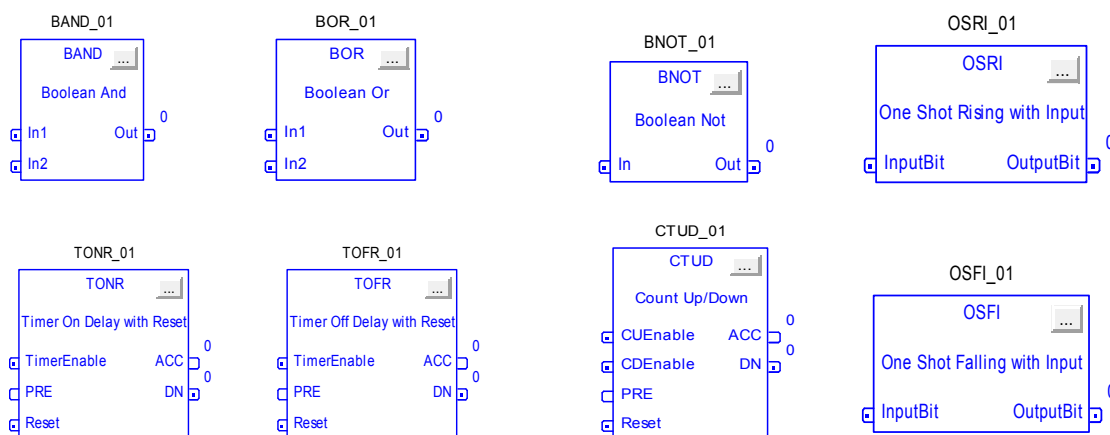 BAND_01
BAND ...
Boolean And
0
In1 Out
In2
BOR_01
BOR ...
Boolean Or
0
In1 Out
In2
BNOT_01
BNOT ...
Boolean Not
0
In Out
OSRI_01
OSRI
...
One Shot Rising with Input
0
InputBit OutputBit
TONR_01
TONR
...
Timer On Delay with Reset
0
TimerEnable ACC
0
PRE DN
Reset
TOFR_01
TOFR
...
Timer Off Delay with Reset
0
TimerEnable ACC
0
PRE DN
Reset
CTUD_01
CTUD ...
Count Up/Down
0
CUEnable ACC
0
CDEnable DN
PRE
Reset
OSFI_01
OSFI
...
One Shot Falling with Input
0
InputBit OutputBit